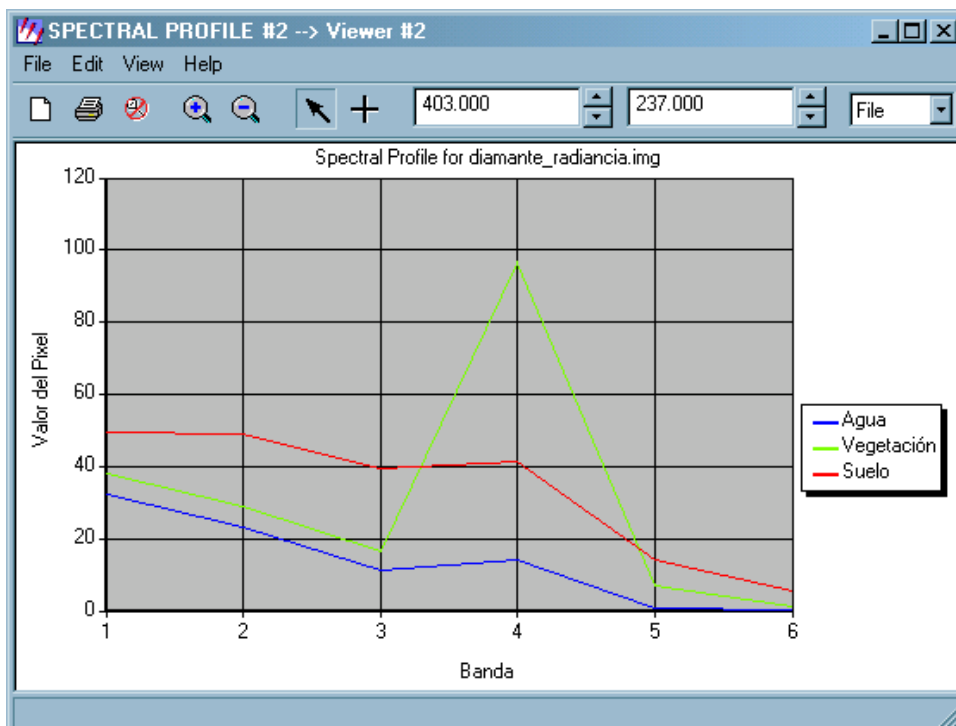 SPECTRAL PROFILE #2 --> Viewer #2
File Edit View Help
403.000 237.000 File
Spectral Profile for diamante_radiancia.img
120
100
80
60
40
20
0
Valor del Pixel
1 2 3 4 5 6
Banda
Agua
Vegetación
Suelo